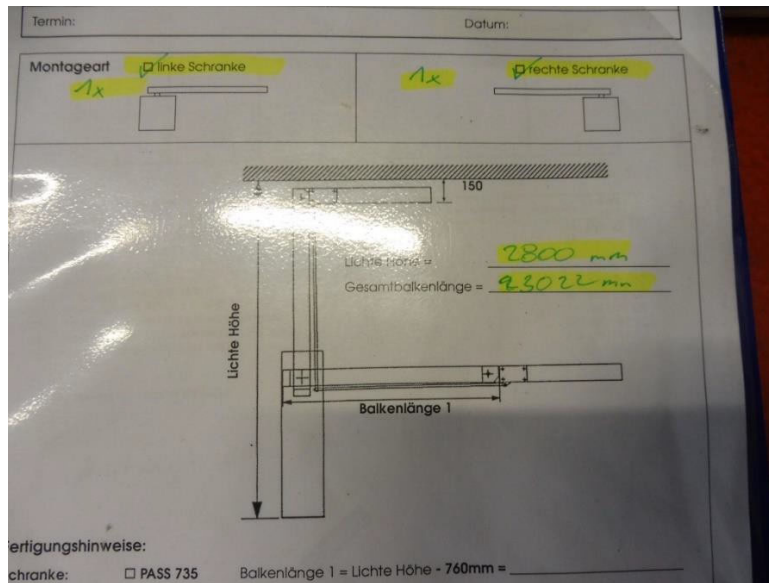 Termin: Datum:
Montageart linke Schranke
1x
1x rechte Schranke
150
Lichte Höhe = 2800 mm
Gesamtbalkenlänge = mm
Lichte Höhe
Balkenlänge 1
ertigungshinweise:
chranke: PASS 735 Balkenlänge 1 = Lichte Höhe - 760mm =